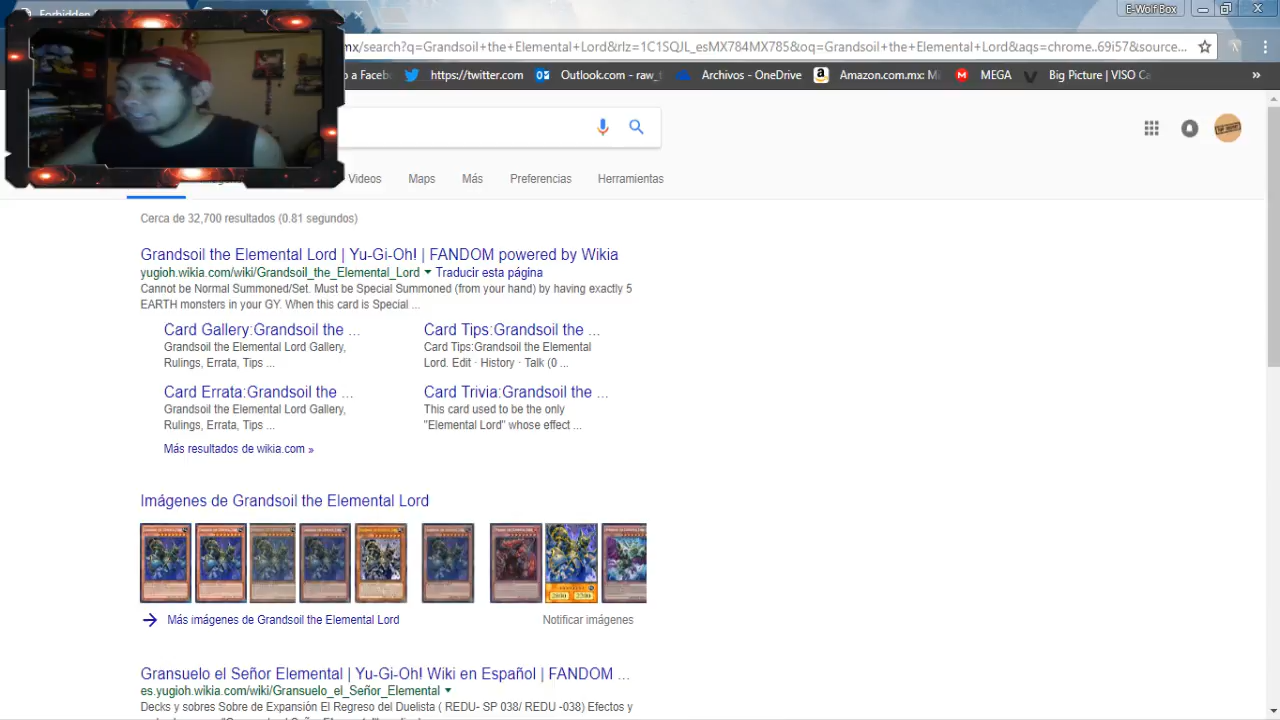 Forbidden
E-Wolf Box
mx/search?q=Grandsoil+the+Elemental+Lord&rlz=1C1SQJL_esMX784MX785&oq=Grandsoil+the+Elemental+Lord&aqs=chrome..69i57&source...
o a Faceb
https://twitter.com
Outlook.com - raw_t
Archivos - OneDrive
Amazon.com.mx: M
MEGA
Big Picture | VISO Ca
»
Videos
Maps
Más
Preferencias
Herramientas
Cerca de 32,700 resultados (0.81 segundos)
Grandsoil the Elemental Lord | Yu-Gi-Oh! | FANDOM powered by Wikia
yugioh.wikia.com/wiki/Grandsoil_the_Elemental_Lord Traducir esta página
Cannot be Normal Summoned/Set. Must be Special Summoned (from your hand) by having exactly 5
EARTH monsters in your GY. When this card is Special ...
Card Gallery:Grandsoil the ...
Grandsoil the Elemental Lord Gallery,
Rulings, Errata, Tips ...
Card Tips:Grandsoil the ...
Card Tips:Grandsoil the Elemental
Lord. Edit · History · Talk (0 ...
Card Errata:Grandsoil the ...
Grandsoil the Elemental Lord Gallery,
Rulings, Errata, Tips ...
Card Trivia:Grandsoil the ...
This card used to be the only
"Elemental Lord" whose effect ...
Más resultados de wikia.com »
Imágenes de Grandsoil the Elemental Lord
Más imágenes de Grandsoil the Elemental Lord
Notificar imágenes
Gransuelo el Señor Elemental | Yu-Gi-Oh! Wiki en Español | FANDOM ...
es.yugioh.wikia.com/wiki/Gransuelo_el_Señor_Elemental
Decks y sobres Sobre de Expansión El Regreso del Duelista ( REDU- SP 038/ REDU -038) Efectos y